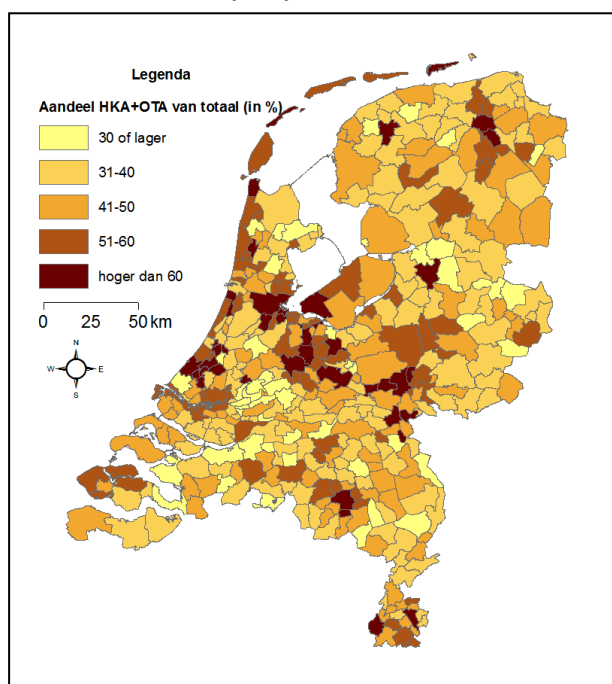 Legenda
Aandeel HKA+OTA van totaal (in %)
30 of lager
31-40
41-50
51-60
hoger dan 60
0 25 50 km
N
W E
S